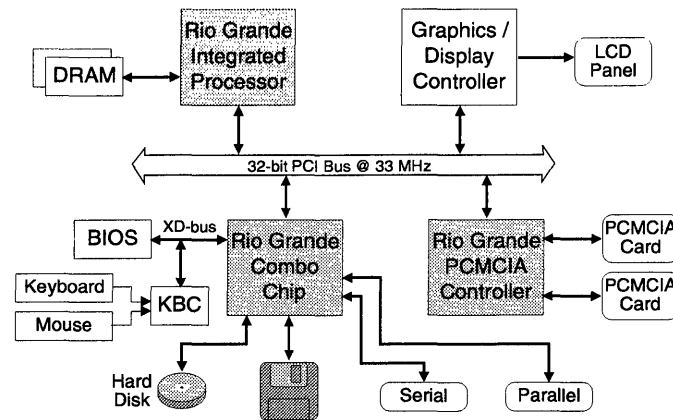 Rio Grande
Integrated
Processor
Graphics /
Display
Controller
LCD
Panel
DRAM
32-bit PCI Bus @ 33 MHz
BIOS
XD-bus
Rio Grande
Combo
Chip
Rio Grande
PCMCIA
Controller
PCMCIA
Card
PCMCIA
Card
Keyboard
Mouse
KBC
Hard
Disk
Serial
Parallel